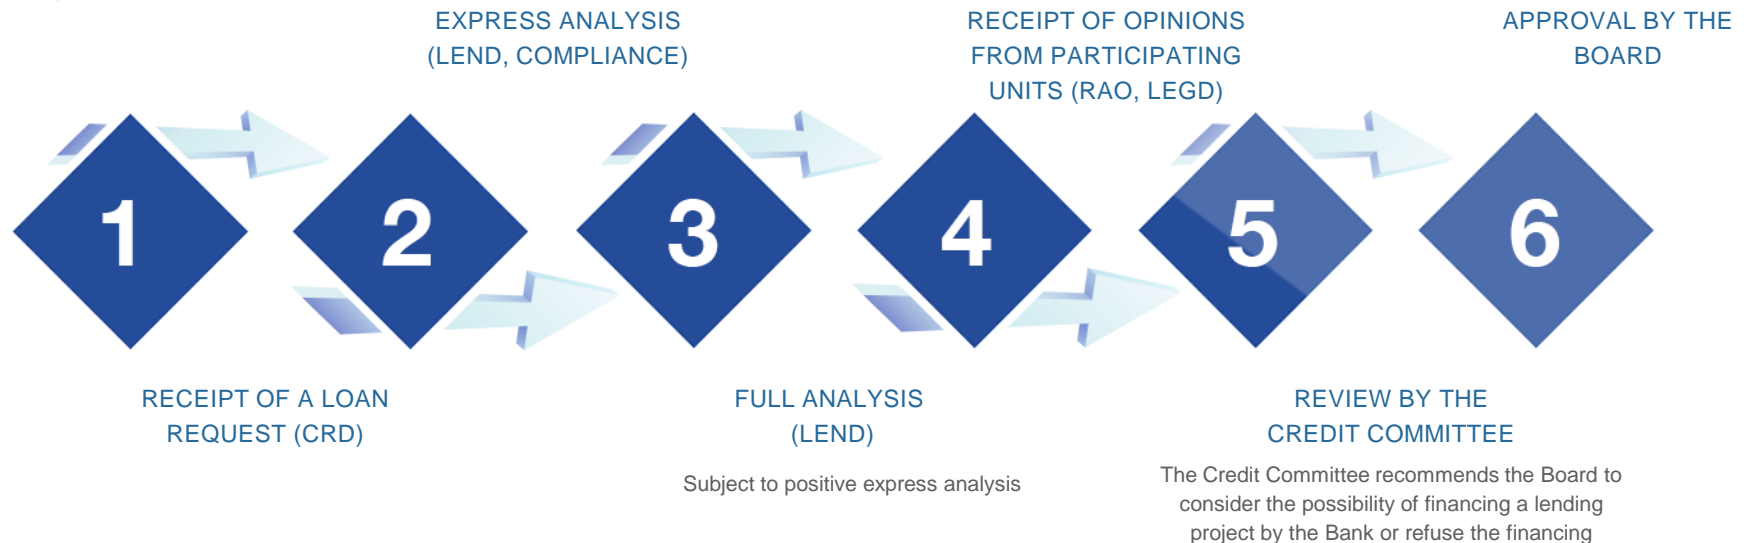 EXPRESS ANALYSIS
(LEND, COMPLIANCE)
RECEIPT OF OPINIONS
FROM PARTICIPATING
UNITS (RAO, LEGD)
APPROVAL BY THE
BOARD
1
2
3
4
5
6
RECEIPT OF A LOAN
REQUEST (CRD)
FULL ANALYSIS
(LEND)
Subject to positive express analysis
REVIEW BY THE
CREDIT COMMITTEE
The Credit Committee recommends the Board to
consider the possibility of financing a lending
project by the Bank or refuse the financing